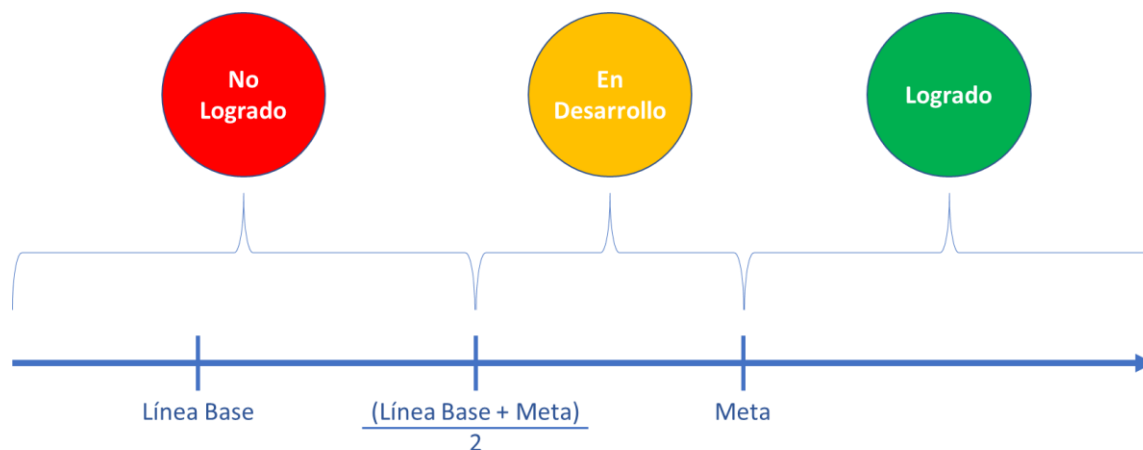 No
Logrado
En
Desarrollo
Logrado
Línea Base
(Línea Base + Meta)
2
Meta